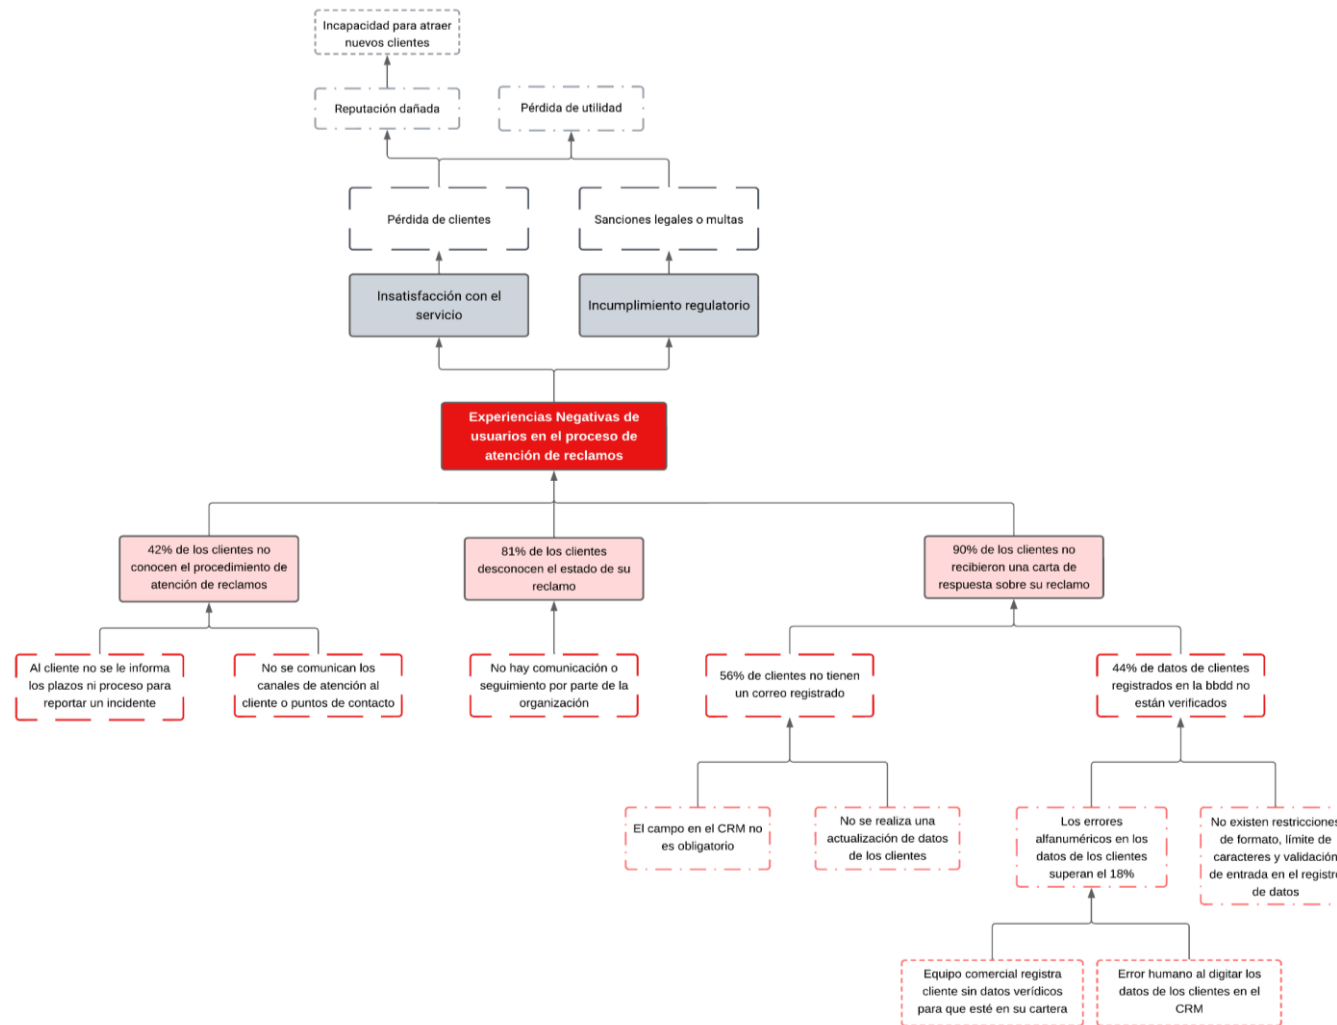 Incapacidad para atraer
nuevos clientes
Reputación dañada
Pérdida de utilidad
Pérdida de clientes
Sanciones legales o multas
Insatisfacción con el
servicio
Incumplimiento regulatorio
Experiencias Negativas de
usuarios en el proceso de
atención de reclamos
42% de los clientes no
conocen el procedimiento de
atención de reclamos
81% de los clientes
desconocen el estado de su
reclamo
90% de los clientes no
recibieron una carta de
respuesta sobre su reclamo
Al cliente no se le informa
los plazos ni proceso para
reportar un incidente
No se comunican los
canales de atención al
cliente o puntos de contacto
No hay comunicación o
seguimiento por parte de la
organización
56% de clientes no tienen
un correo registrado
44% de datos de clientes
registrados en la bbdd no
están verificados
El campo en el CRM no
es obligatorio
No se realiza una
actualización de datos
de los clientes
Los errores
alfanuméricos en los
datos de los clientes
superan el 18%
No existen restricciones
de formato, límite de
caracteres y validación
de entrada en el registro
de datos
Equipo comercial registra
cliente sin datos verídicos
para que esté en su cartera
Error humano al digitar los
datos de los clientes en el
CRM